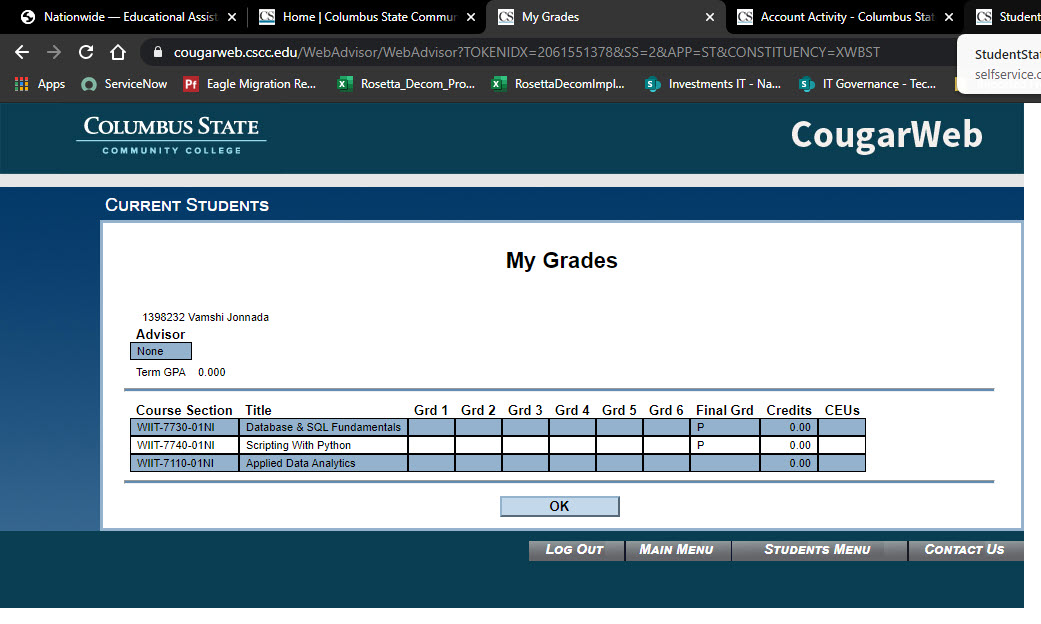 Nationwide — Educational Assist
Home | Columbus State Commun
My Grades
Account Activity - Columbus Stat
Student
cougarweb.cscc.edu/WebAdvisor/WebAdvisor?TOKENIDX=2061551378&SS=2&APP=ST&CONSTITUENCY=XWBST
StudentStat
selfservice.c
Apps ServiceNow Eagle Migration Re... Rosetta_Decom_Pro... RosettaDecomImpl... Investments IT - Na... IT Governance - Tec...
COLUMBUS STATE
COMMUNITY COLLEGE
CougarWeb
CURRENT STUDENTS
My Grades
1398232 Vamshi Jonnada
Advisor
None
Term GPA 0.000
Course Section Title Grd 1 Grd 2 Grd 3 Grd 4 Grd 5 Grd 6 Final Grd Credits CEUs
WIIT-7730-01NI Database & SQL Fundamentals P 0.00
WIIT-7740-01NI Scripting With Python P 0.00
WIIT-7110-01NI Applied Data Analytics 0.00
OK
LOG OUT MAIN MENU STUDENTS MENU CONTACT US